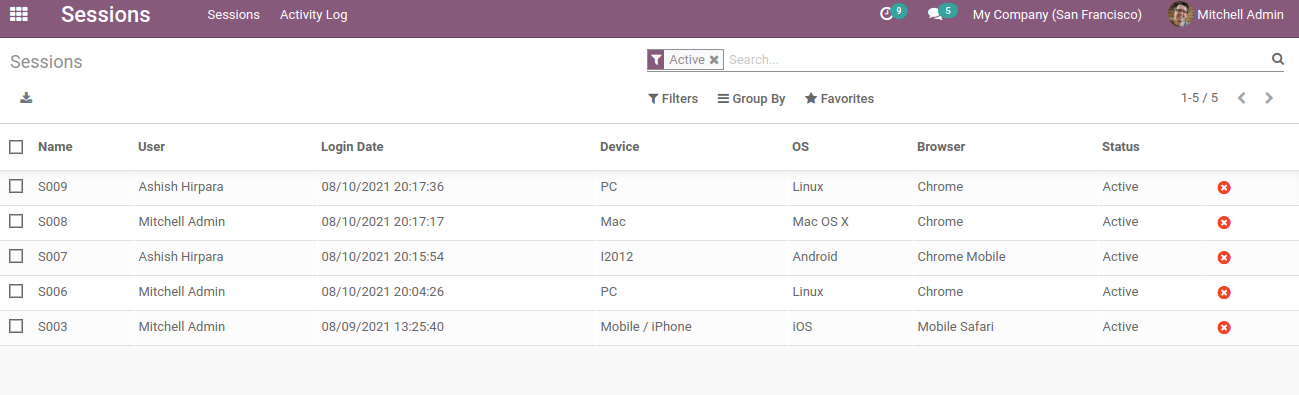 Sessions Sessions Activity Log 9 5 My Company (San Francisco) Mitchell Admin
Sessions Active Search...
Filters Group By Favorites 1-5 / 5
Name User Login Date Device OS Browser Status
S009 Ashish Hirpara 08/10/2021 20:17:36 PC Linux Chrome Active
S008 Mitchell Admin 08/10/2021 20:17:17 Mac Mac OS X Chrome Active
S007 Ashish Hirpara 08/10/2021 20:15:54 I2012 Android Chrome Mobile Active
S006 Mitchell Admin 08/10/2021 20:04:26 PC Linux Chrome Active
S003 Mitchell Admin 08/09/2021 13:25:40 Mobile / iPhone iOS Mobile Safari Active